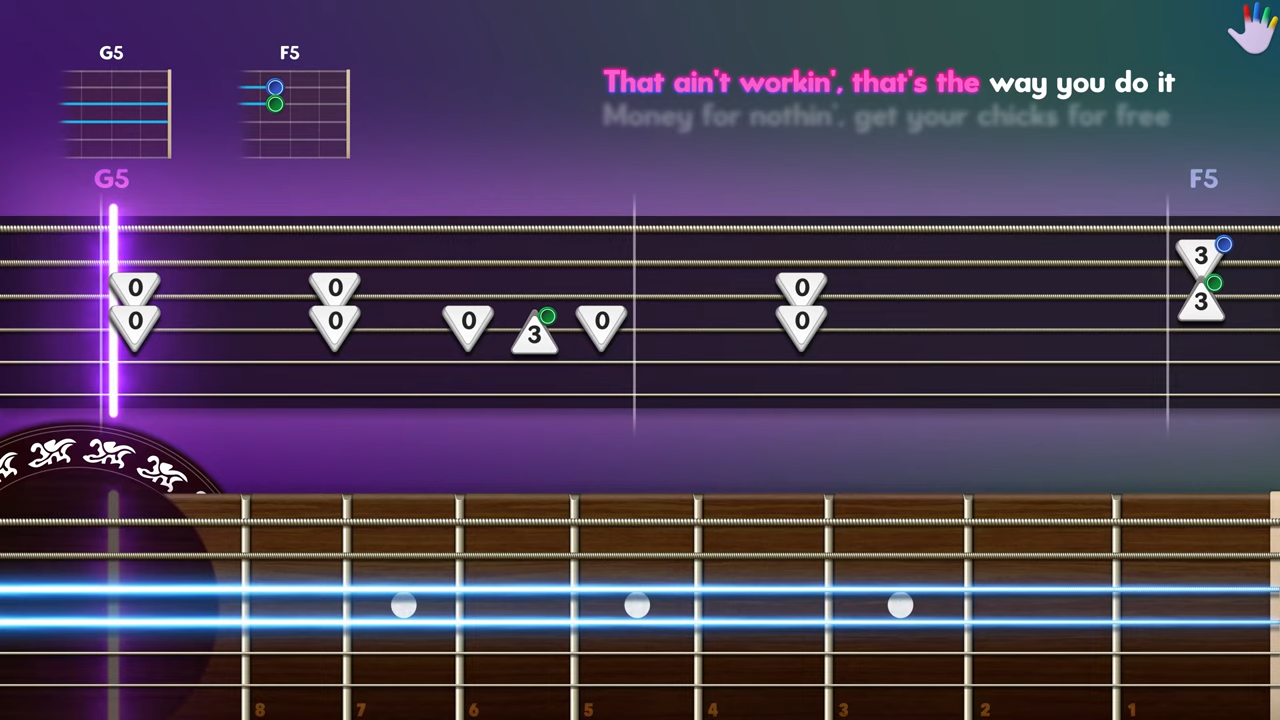 G5 F5
That ain't workin', that's the way you do it
Money for nothin', get your chicks for free
G5 F5
3
0 0 0
3
0 0 0 3 0 0
8 7 6 5 4 3 2 1